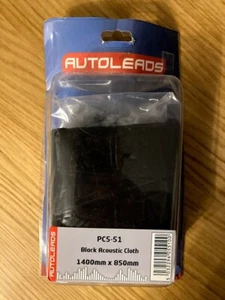 AUTOLEADS
PC5-51
Black Acoustic Cloth
1400mm x 850mm
AUTOLEADS